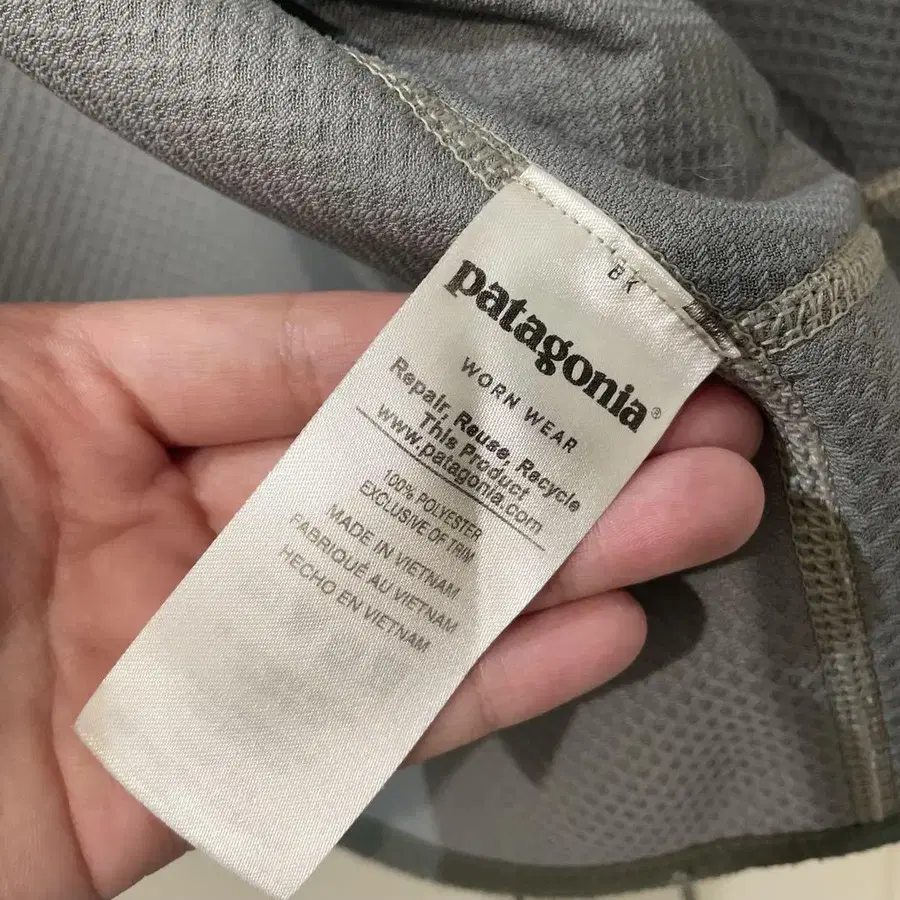 patagonia®
WORN WEAR
Repair, Reuse, Recycle
This Product
www.patagonia.com
100% POLYESTER
EXCLUSIVE OF TRIM
MADE IN VIETNAM
FABRIQUÉ AU VIETNAM
HECHO EN VIETNAM